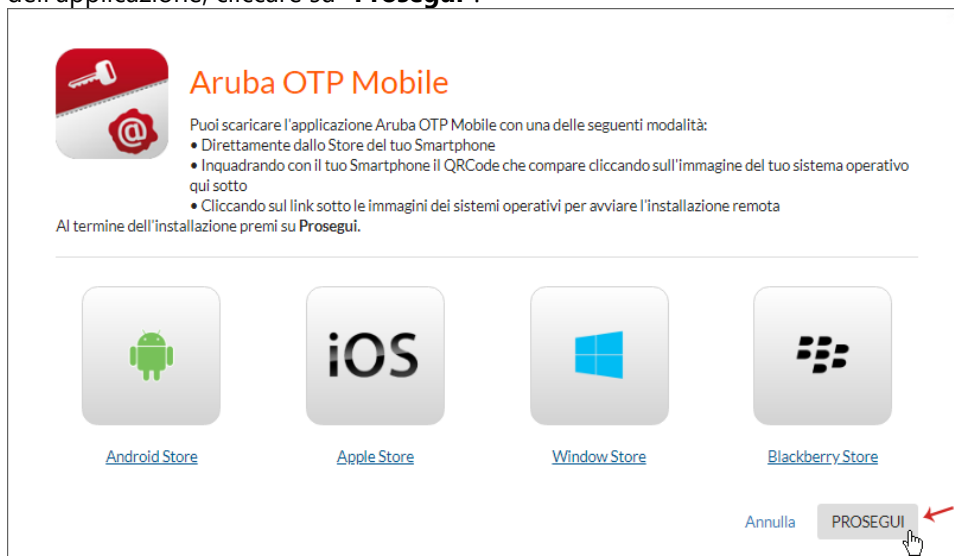 dell'applicazione, cliccare su "Prosegui".
Aruba OTP Mobile
Puoi scaricare l'applicazione Aruba OTP Mobile con una delle seguenti modalità:
• Direttamente dallo Store del tuo Smartphone
• Inquadrando con il tuo Smartphone il QRCode che compare cliccando sull'immagine del tuo sistema operativo
qui sotto
• Cliccando sul link sotto le immagini dei sistemi operativi per avviare l'installazione remota
Al termine dell'installazione premi su Prosegui.
iOS
Android Store
Apple Store
Window Store
Blackberry Store
Annulla
PROSEGUI